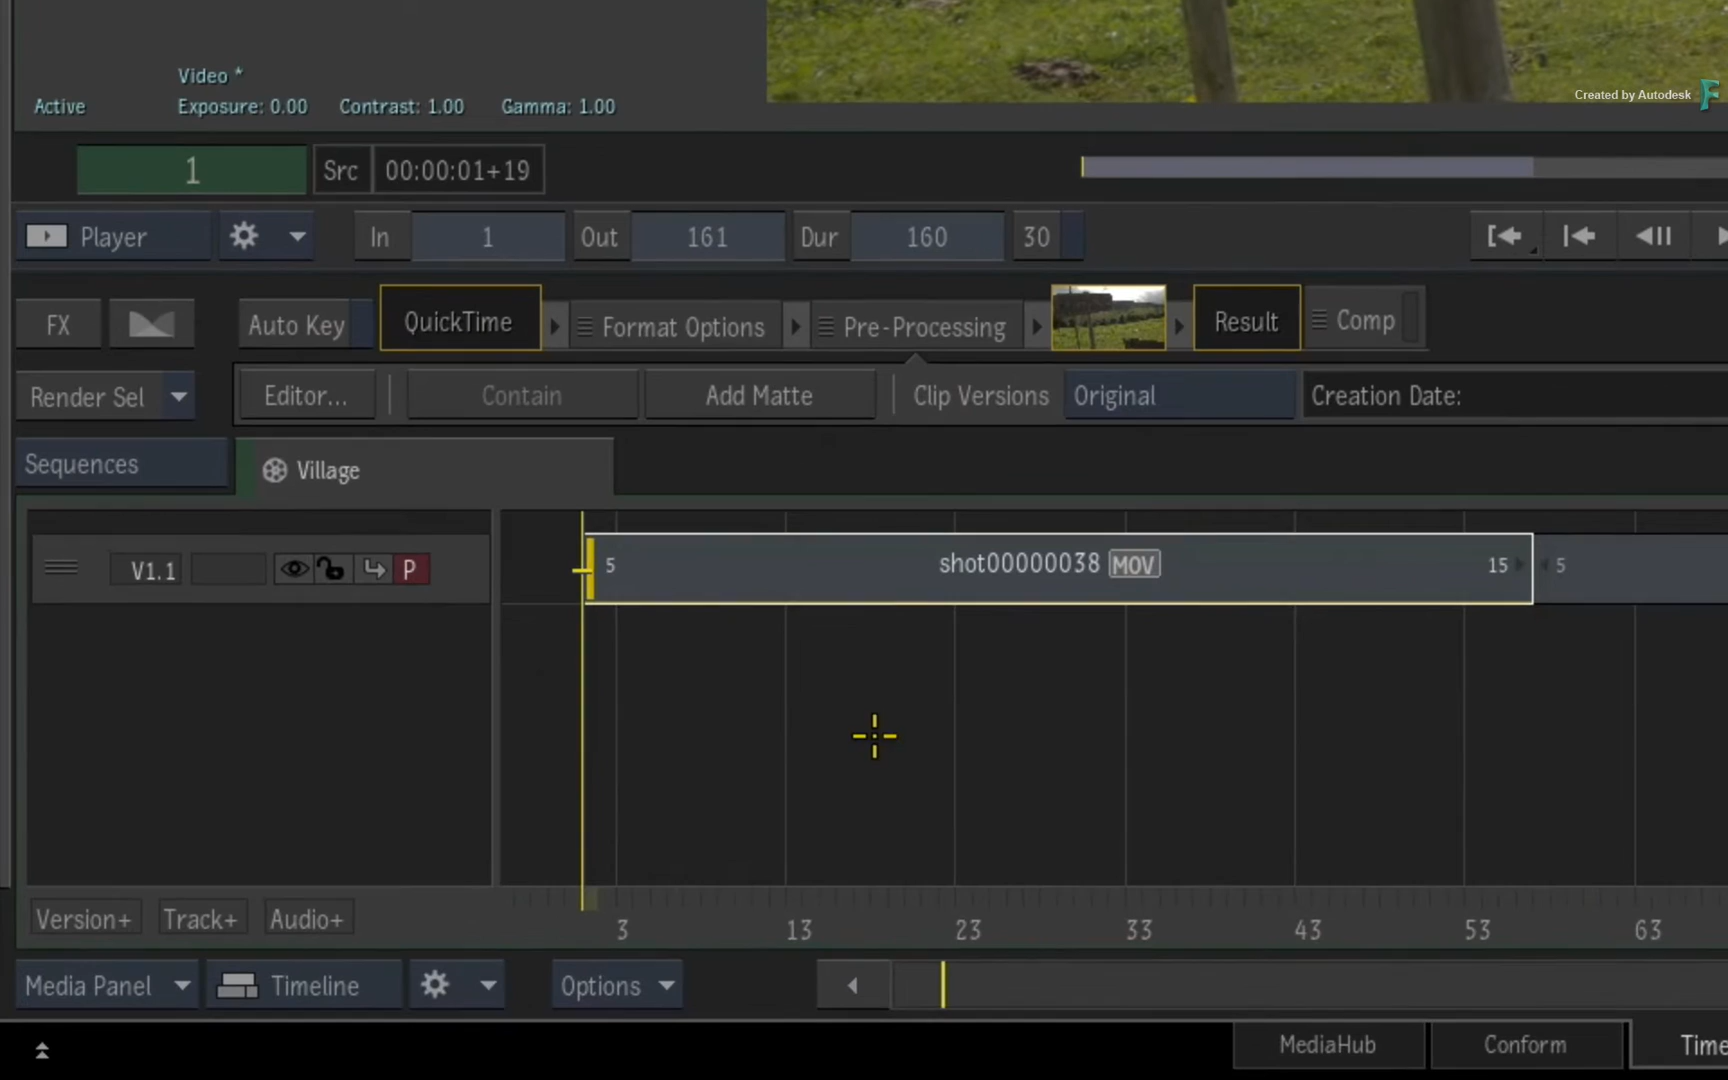 Video *
Active Exposure: 0.00 Contrast: 1.00 Gamma: 1.00
Created by Autodesk
1 Src 00:00:01+19
Player In 1 Out 161 Dur 160 30
FX Auto Key QuickTime Format Options Pre-Processing Result Comp
Render Sel Editor... Contain Add Matte Clip Versions Original Creation Date:
Sequences Village
V1.1 P 5 shot00000038 MOV 15 5
Version+ Track+ Audio+ 3 13 23 33 43 53 63
Media Panel Timeline Options
MediaHub Conform Time